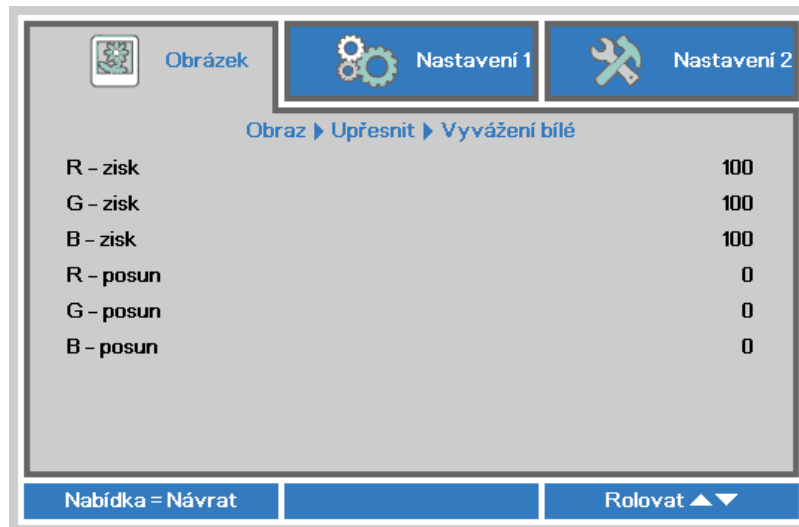 Obrázek
Nastavení 1
Nastavení 2
Obraz ▶ Upřesnit ▶ Vyvážení bílé
R – zisk 100
G – zisk 100
B – zisk 100
R – posun 0
G – posun 0
B – posun 0
Nabídka = Návrat
Rolovat ▲▼